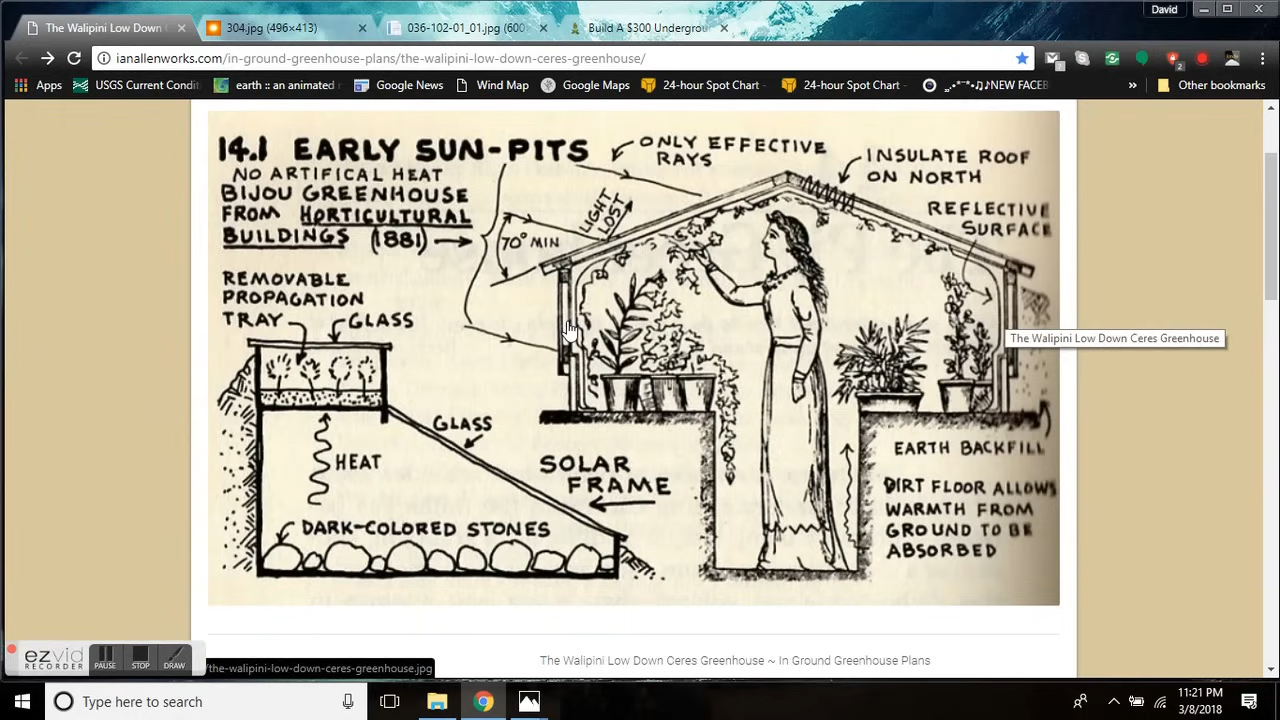 David
The Walipini Low Down C
304.jpg (496×413)
036-102-01_01.jpg (600
Build A $300 Undergrou
ianallenworks.com/in-ground-greenhouse-plans/the-walipini-low-down-ceres-greenhouse/
Apps
USGS Current Condit
earth :: an animated
Google News
Wind Map
Google Maps
24-hour Spot Chart -
24-hour Spot Chart -
NEW FACEB
»
Other bookmarks
14.1 EARLY SUN-PITS
NO ARTIFICAL HEAT
BIJOU GREENHOUSE
FROM HORTICULTURAL
BUILDINGS (1881)
ONLY EFFECTIVE
RAYS
INSULATE ROOF
ON NORTH
LIGHT
LOST
70° MIN
REFLECTIVE
SURFACE
REMOVABLE
PROPAGATION
TRAY
GLASS
The Walipini Low Down Ceres Greenhouse
GLASS
HEAT
SOLAR
FRAME
EARTH BACKFILL
DIRT FLOOR ALLOWS
WARMTH FROM
GROUND TO BE
ABSORBED
DARK-COLORED STONES
ezvid
RECORDER
PAUSE
STOP
DRAW
/the-walipini-low-down-ceres-greenhouse.jpg
The Walipini Low Down Ceres Greenhouse ~ In Ground Greenhouse Plans
Type here to search
11:21 PM
3/8/2018